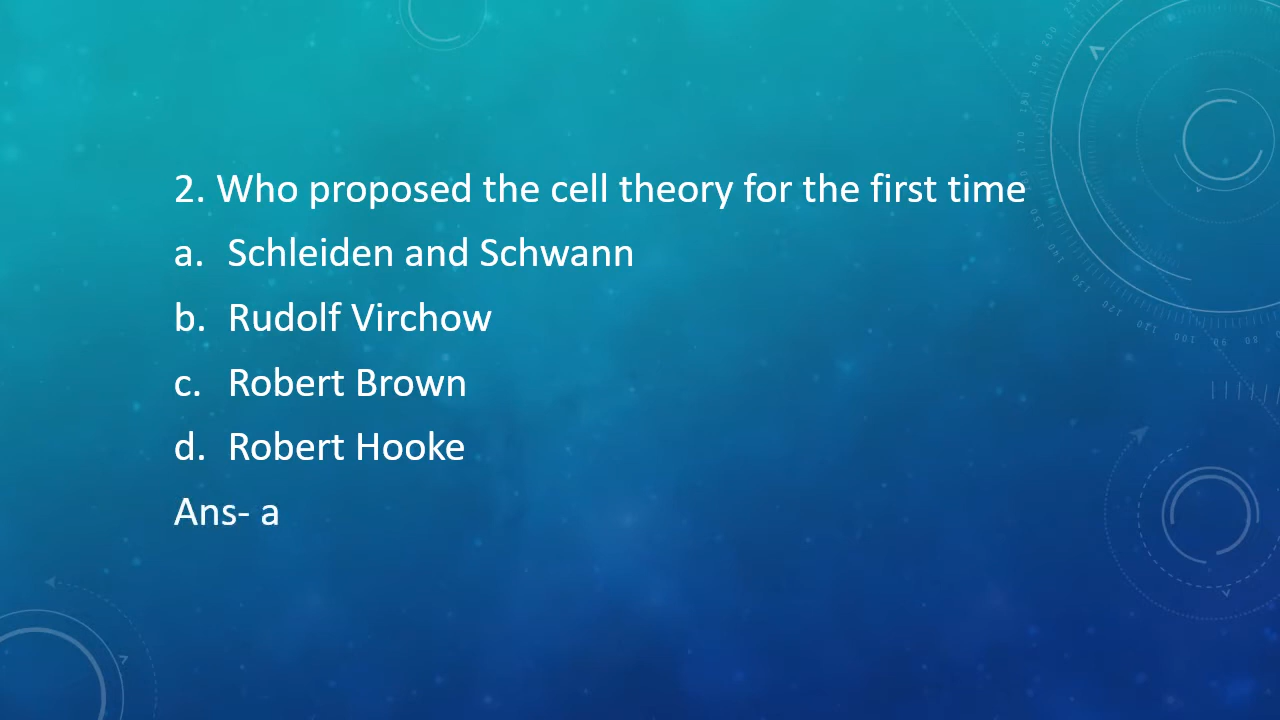 2. Who proposed the cell theory for the first time
a. Schleiden and Schwann
b. Rudolf Virchow
c. Robert Brown
d. Robert Hooke
Ans- a